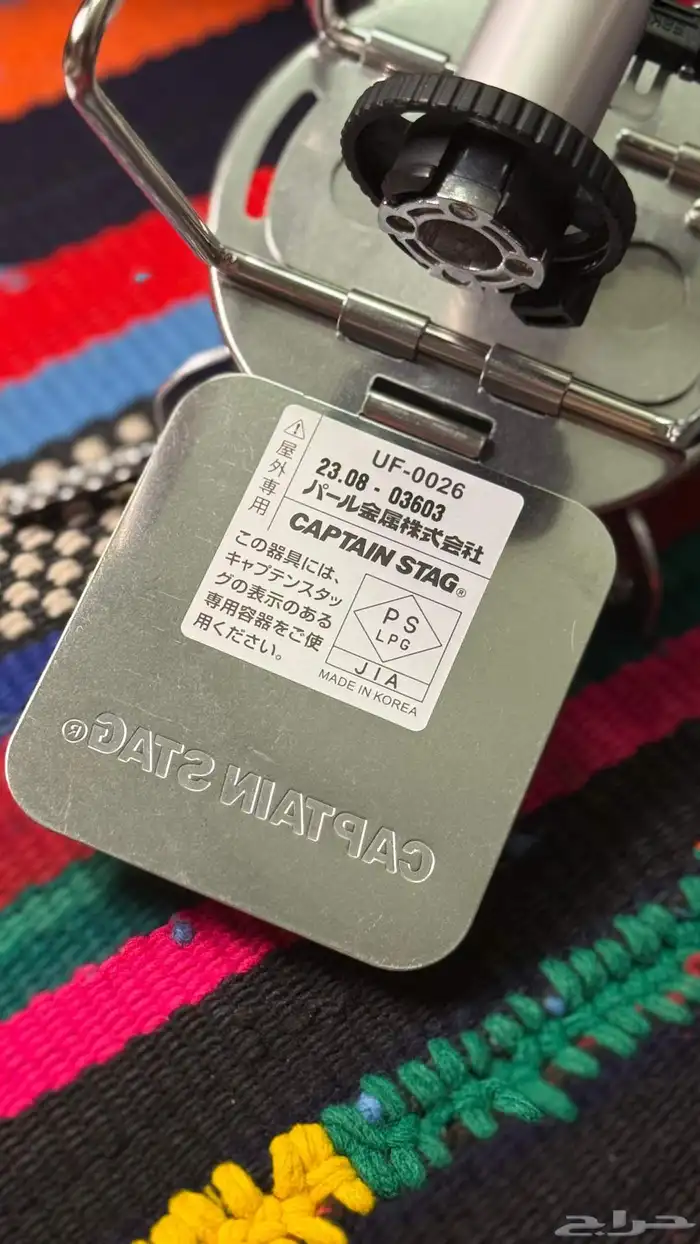 屋外専用
UF-0026
23.08 - 03603
パール金属株式会社
CAPTAIN STAG®
この器具には、
キャプテンスタッ
グの表示のある
専用容器をご使
用ください。
PS
LPG
JIA
MADE IN KOREA
CAPTAIN STAG®
حراج